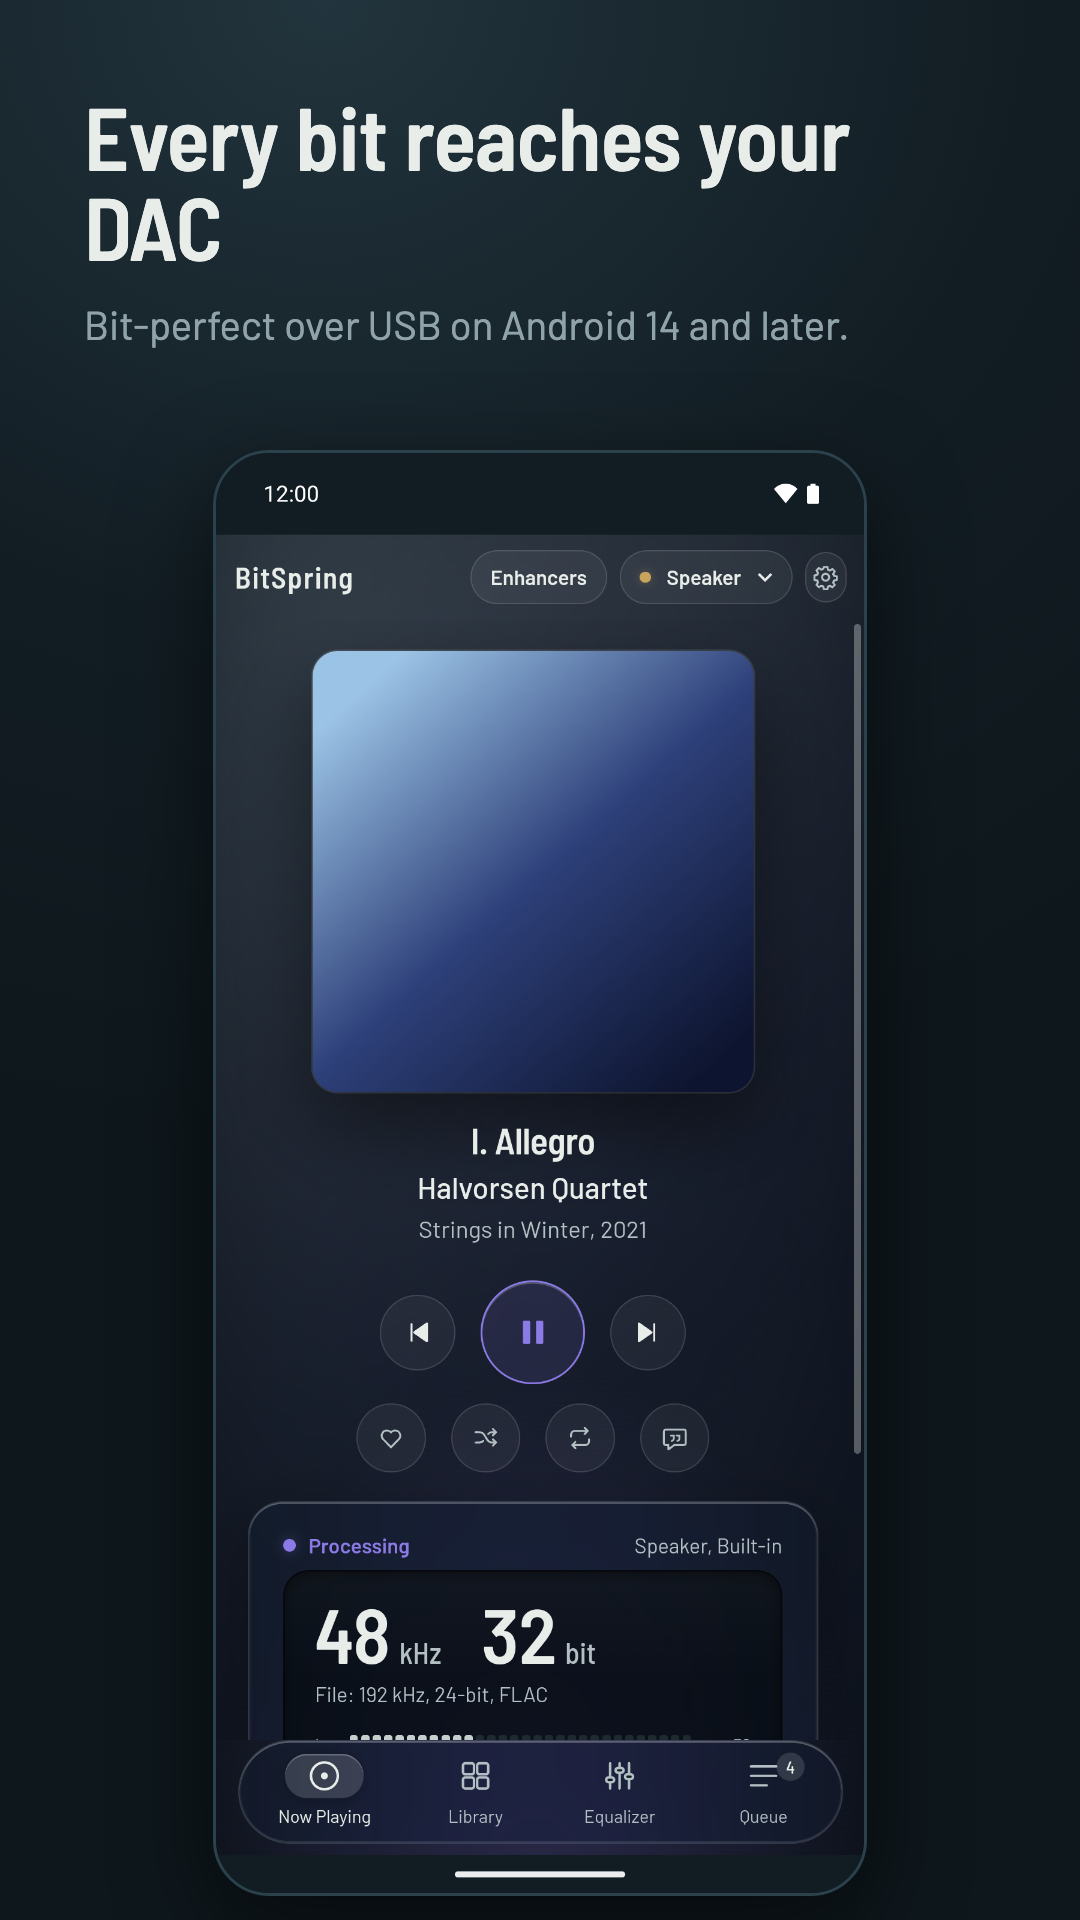 Every bit reaches your
DAC
Bit-perfect over USB on Android 14 and later.
12:00
BitSpring
Enhancers
Speaker
I. Allegro
Halvorsen Quartet
Strings in Winter, 2021
Processing
Speaker, Built-in
48 kHz 32 bit
File: 192 kHz, 24-bit, FLAC
4
Now Playing
Library
Equalizer
Queue